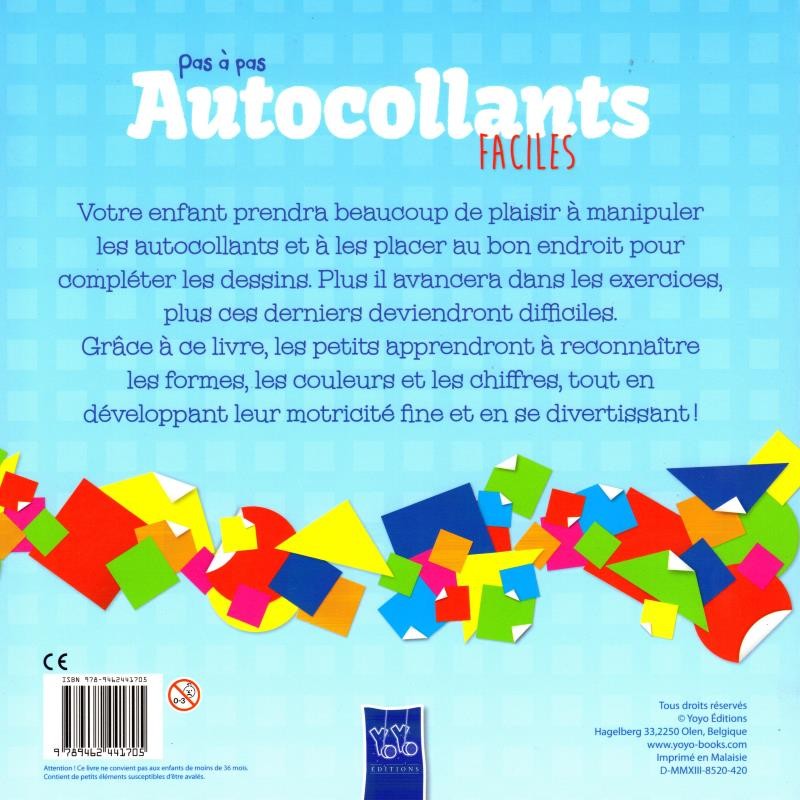 Pas à pas
Autocollants
FACILES
Votre enfant prendra beaucoup de plaisir à manipuler
les autocollants et à les placer au bon endroit pour
compléter les dessins. Plus il avancera dans les exercices,
plus ces derniers deviendront difficiles.
Grâce à ce livre, les petits apprendront à reconnaître
les formes, les couleurs et les chiffres, tout en
développant leur motricité fine et en se divertissant !
CE
ISBN 978-9462441705
0-3
9 789462 441705
Attention ! Ce livre ne convient pas aux enfants de moins de 36 mois.
Contient de petits éléments susceptibles d'être avalés.
YOYO
ÉDITIONS
Tous droits réservés
© Yoyo Éditions
Hagelberg 33,2250 Olen, Belgique
www.yoyo-books.com
Imprimé en Malaisie
D-MMXIII-8520-420